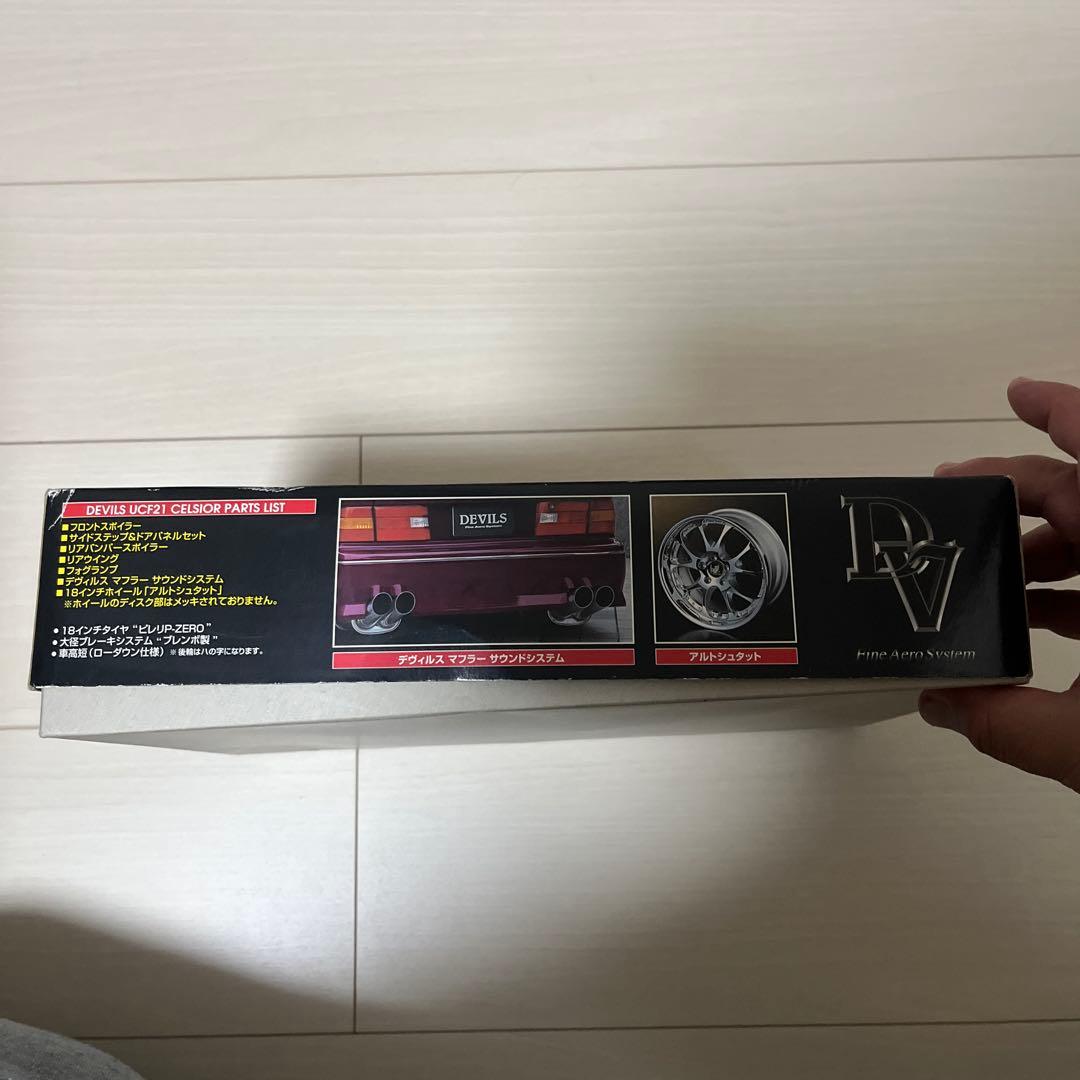 DEVILS UCF21 CELSIOR PARTS LIST
■フロントスポイラー
■サイドステップ&ドアパネルセット
■リアバンパースポイラー
■リアウイング
■フォグランプ
■デヴィルス マフラー サウンドシステム
■18インチホイール「アルトシュタット」
※ホイールのディスク部はメッキされておりません。
●18インチタイヤ“ピレリP-ZERO”
●大径ブレーキシステム“ブレンボ製”
●車高短（ローダウン仕様）※後輪はハの字になります。
DEVILS
Fine Aero System
デヴィルス マフラー サウンドシステム
アルトシュタット
DV
Fine Aero System